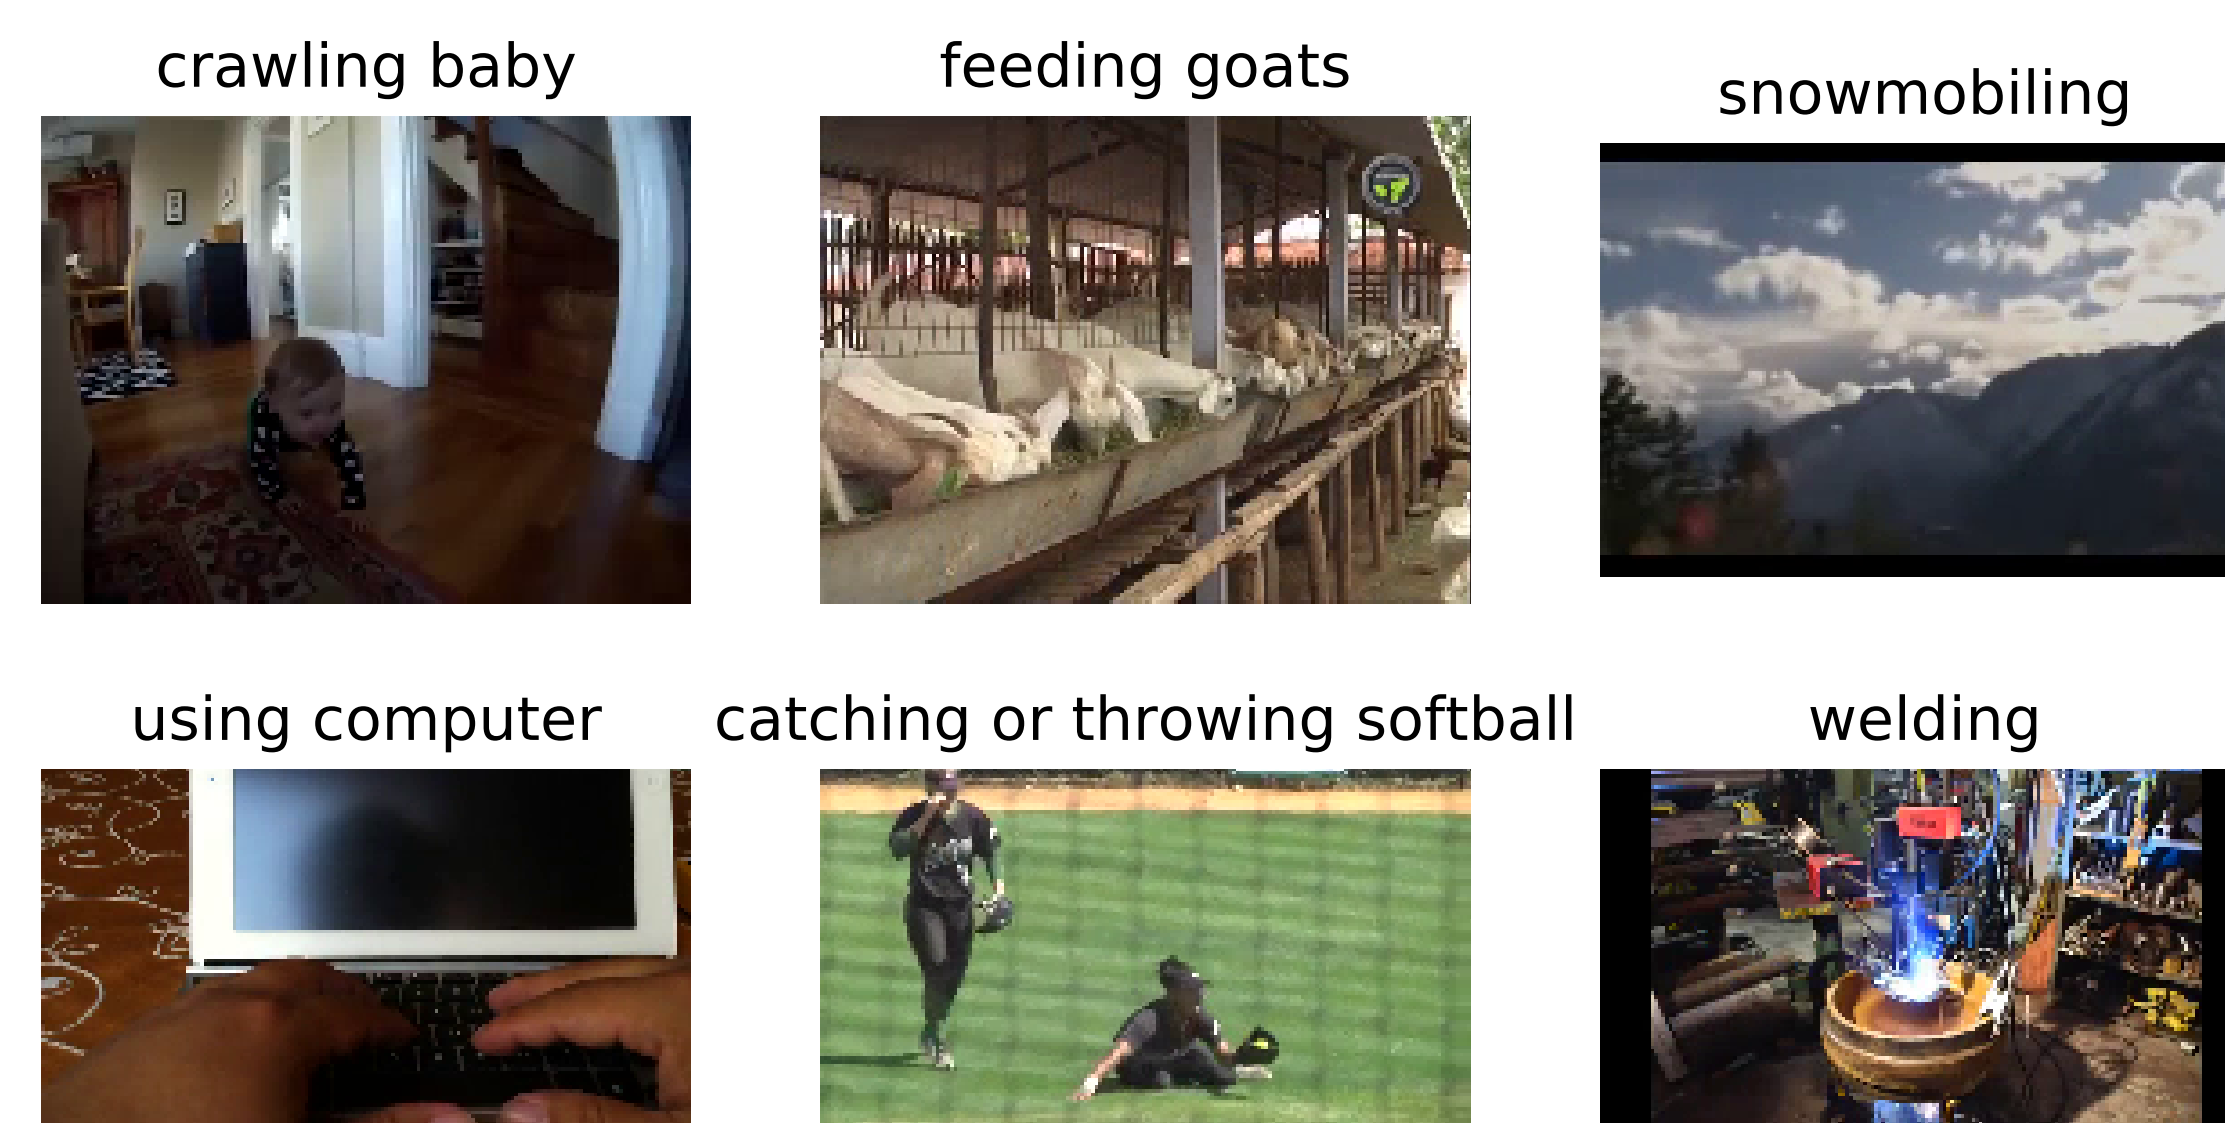 crawling baby
feeding goats
snowmobiling
using computer
catching or throwing softball
welding